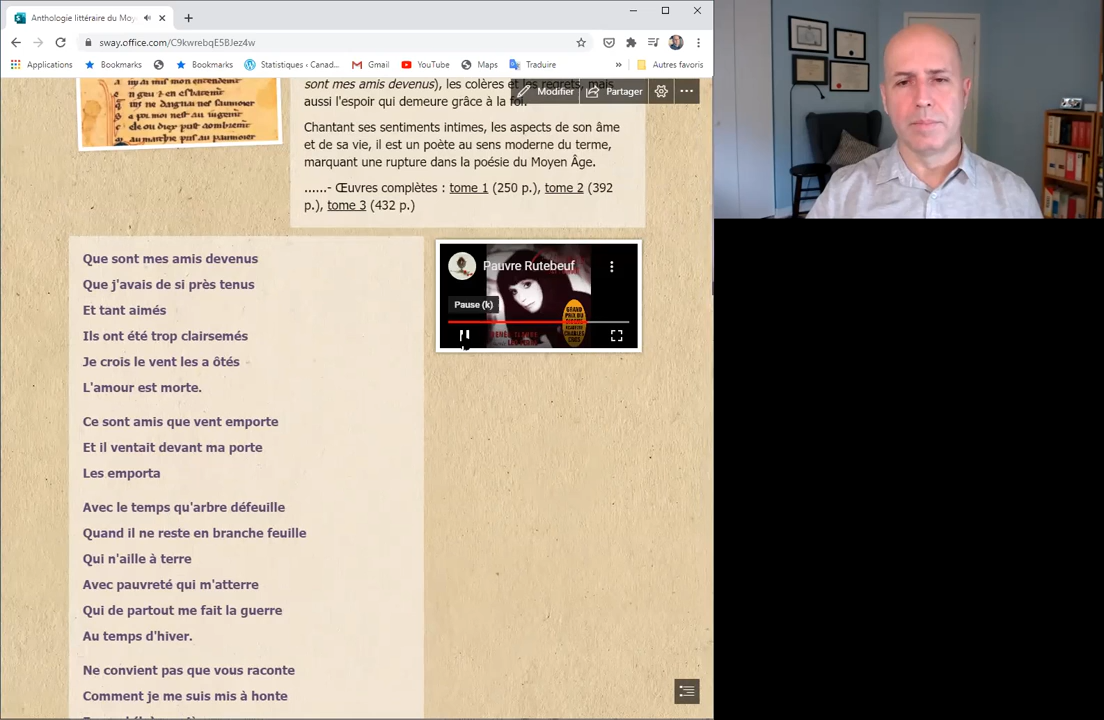 Anthologie littéraire du Moy
sway.office.com/C9kwrebqE5BJez4w
Applications
Bookmarks
Bookmarks
Statistiques - Canad...
Gmail
YouTube
Maps
Traduire
»
Autres favoris
Modifier
Partager
sont mes amis devenus), les colères et les regrets, mais
aussi l'espoir qui demeure grâce à la foi.
Chantant ses sentiments intimes, les aspects de son âme
et de sa vie, il est un poète au sens moderne du terme,
marquant une rupture dans la poésie du Moyen Âge.
......- Œuvres complètes : tome 1 (250 p.), tome 2 (392
p.), tome 3 (432 p.)
Que sont mes amis devenus
Que j'avais de si près tenus
Et tant aimés
Ils ont été trop clairsemés
Je crois le vent les a ôtés
L'amour est morte.
Ce sont amis que vent emporte
Et il ventait devant ma porte
Les emporta
Avec le temps qu'arbre défeuille
Quand il ne reste en branche feuille
Qui n'aille à terre
Avec pauvreté qui m'atterre
Qui de partout me fait la guerre
Au temps d'hiver.
Ne convient pas que vous raconte
Comment je me suis mis à honte
Pauvre Rutebeuf
Pause (k)
GRAND
PRIX DU
DISQUE